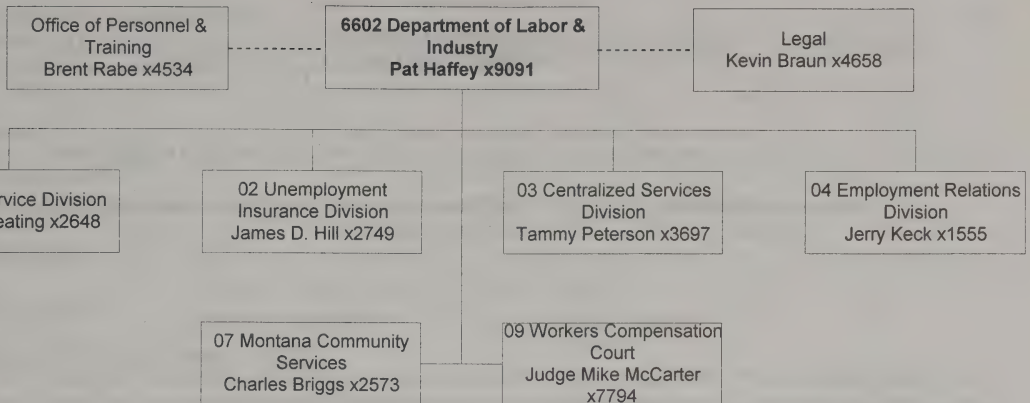 Office of Personnel &
Training
Brent Rabe x4534
6602 Department of Labor &
Industry
Pat Haffey x9091
Legal
Kevin Braun x4658
Division
x2648
02 Unemployment
Insurance Division
James D. Hill x2749
03 Centralized Services
Division
Tammy Peterson x3697
04 Employment Relations
Division
Jerry Keck x1555
07 Montana Community
Services
Charles Briggs x2573
09 Workers Compensation
Court
Judge Mike McCarter
x7794